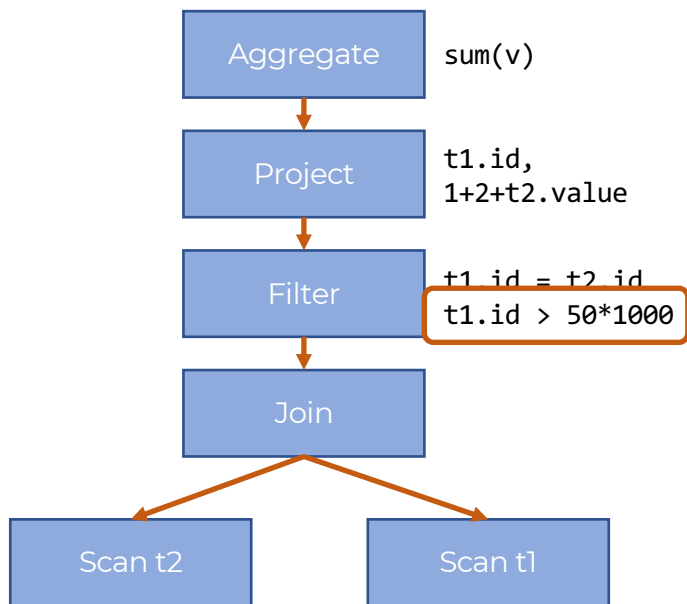 Aggregate
sum(v)
Project
t1.id,
1+2+t2.value
Filter
t1.id = t2.id
t1.id > 50*1000
Join
Scan t2
Scan t1